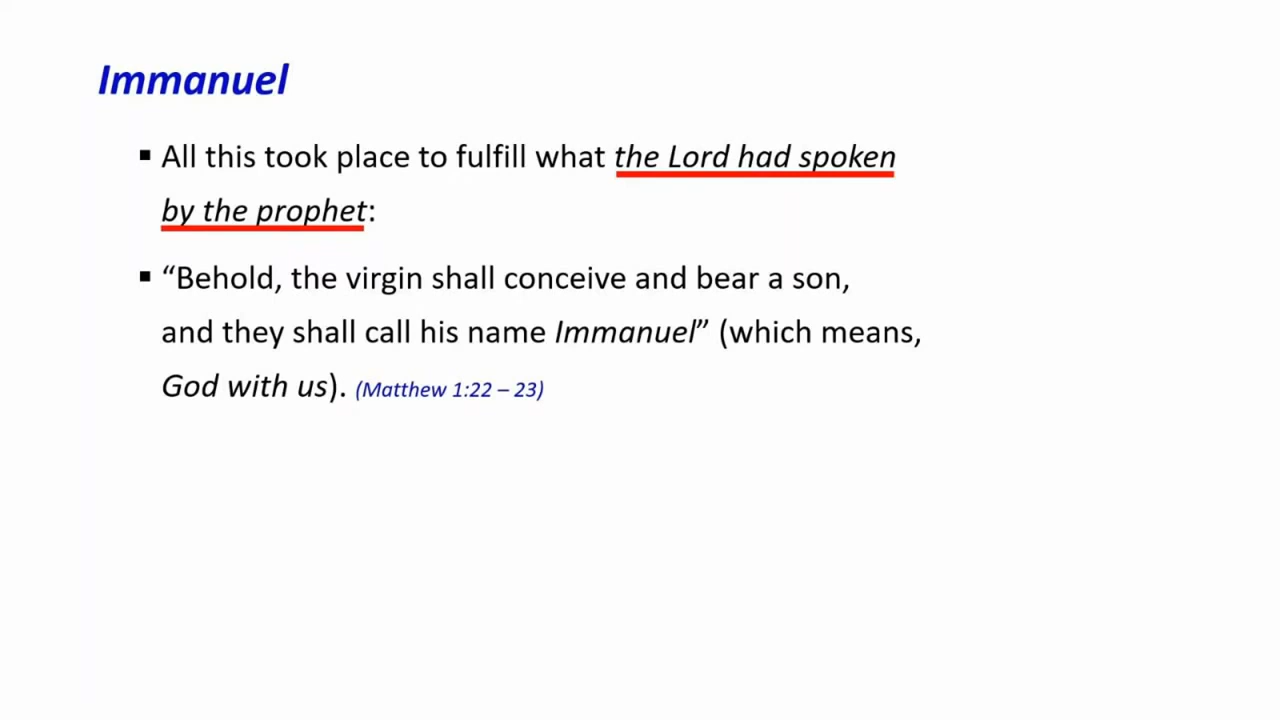 Immanuel
▪ All this took place to fulfill what the Lord had spoken
by the prophet:
▪ “Behold, the virgin shall conceive and bear a son,
and they shall call his name Immanuel” (which means,
God with us). (Matthew 1:22 – 23)